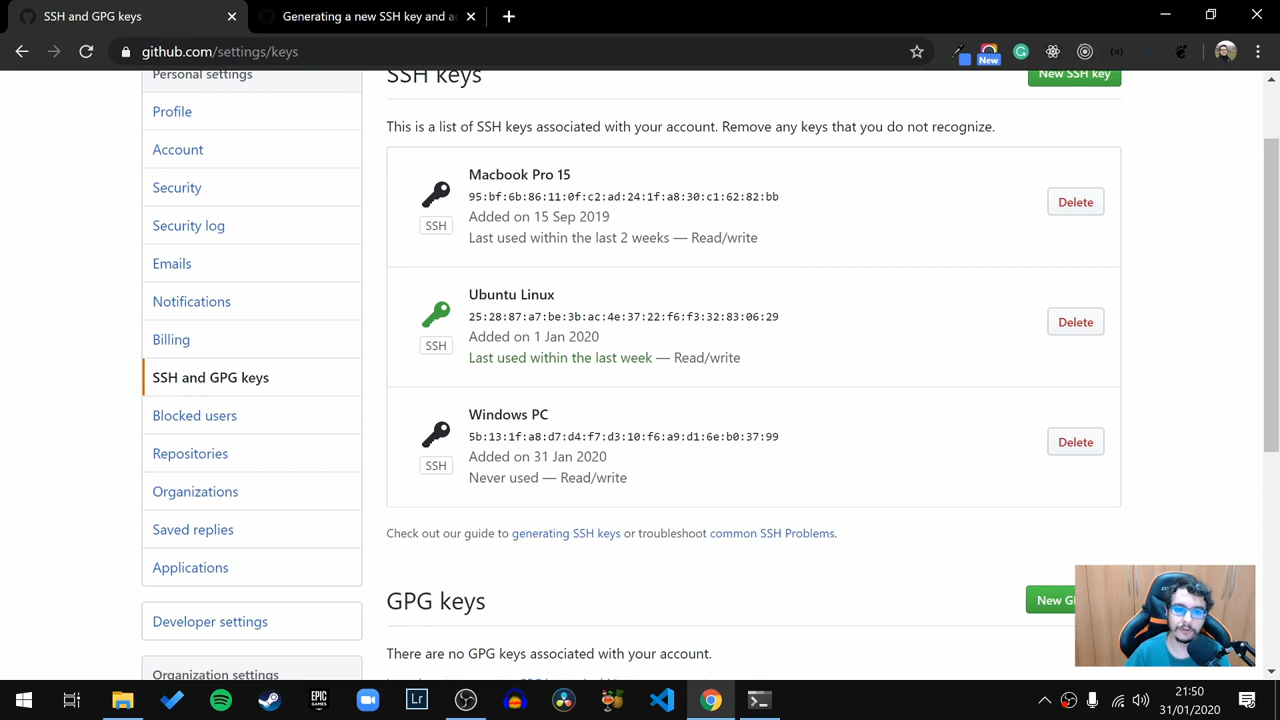 SSH and GPG keys
Generating a new SSH key and a
github.com/settings/keys
New
Personal settings
Profile
Account
Security
Security log
Emails
Notifications
Billing
SSH and GPG keys
Blocked users
Repositories
Organizations
Saved replies
Applications
Developer settings
Organization settings
SSH keys
New SSH key
This is a list of SSH keys associated with your account. Remove any keys that you do not recognize.
Macbook Pro 15
95:bf:6b:86:11:0f:c2:ad:24:1f:a8:30:c1:62:82:bb
SSH
Added on 15 Sep 2019
Last used within the last 2 weeks — Read/write
Delete
Ubuntu Linux
25:28:87:a7:be:3b:ac:4e:37:22:f6:f3:32:83:06:29
SSH
Added on 1 Jan 2020
Last used within the last week — Read/write
Delete
Windows PC
5b:13:1f:a8:d7:d4:f7:d3:10:f6:a9:d1:6e:b0:37:99
SSH
Added on 31 Jan 2020
Never used — Read/write
Delete
Check out our guide to generating SSH keys or troubleshoot common SSH Problems.
GPG keys
New G
There are no GPG keys associated with your account.
EPIC
GAMES
Lr
21:50
31/01/2020